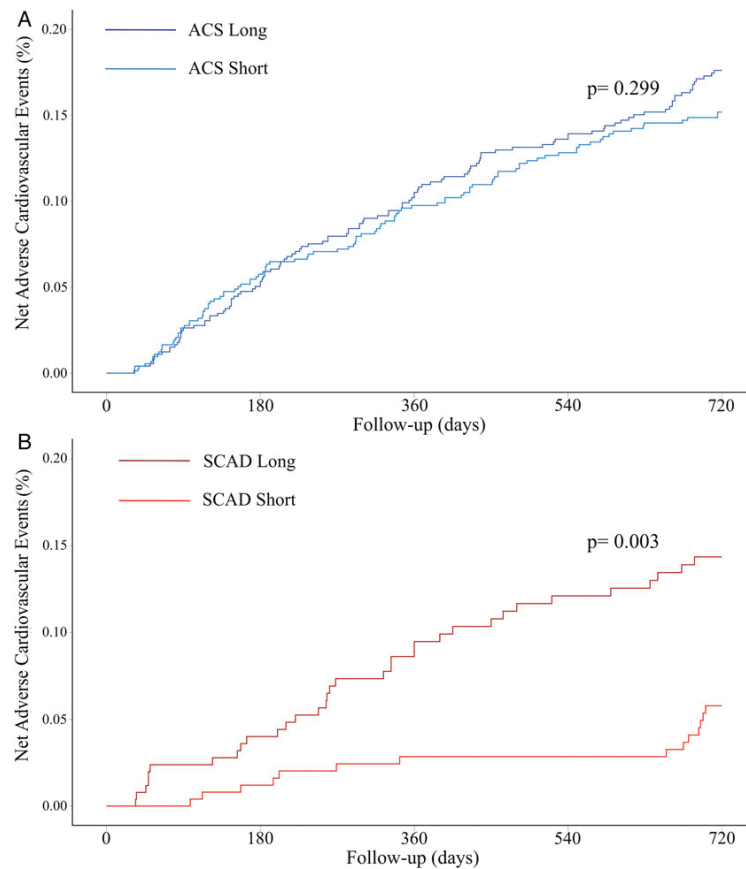 A
0.20
ACS Long
ACS Short
p= 0.299
0.15
0.10
0.05
0.00
Net Adverse Cardiovascular Events (%)
0 180 360 540 720
Follow-up (days)
B
0.20
SCAD Long
SCAD Short
p= 0.003
0.15
0.10
0.05
0.00
Net Adverse Cardiovascular Events (%)
0 180 360 540 720
Follow-up (days)